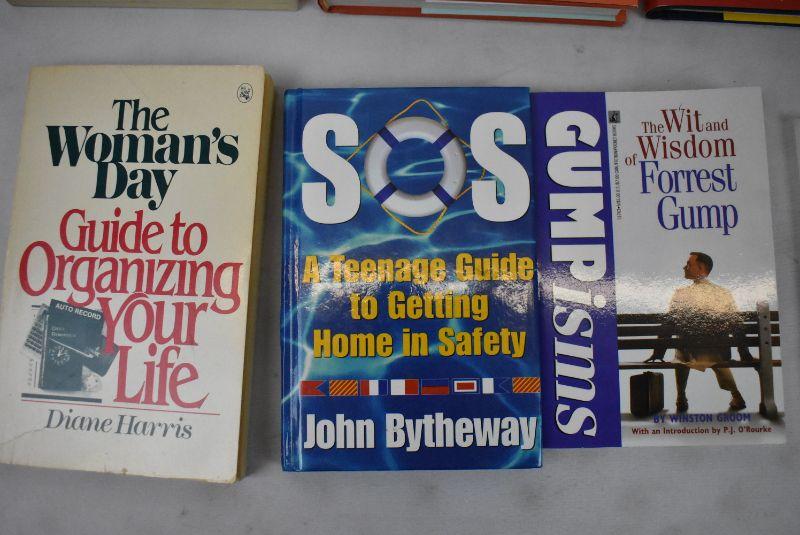 The
Woman's
Day
Guide to
Organizing
Your
Life
AUTO RECORD
Diane Harris
SOS
A Teenage Guide
to Getting
Home in Safety
John Bytheway
GUMPisms
The Wit and
Wisdom
of Forrest
Gump
BY WINSTON GROOM
With an Introduction by P.J. O'Rourke